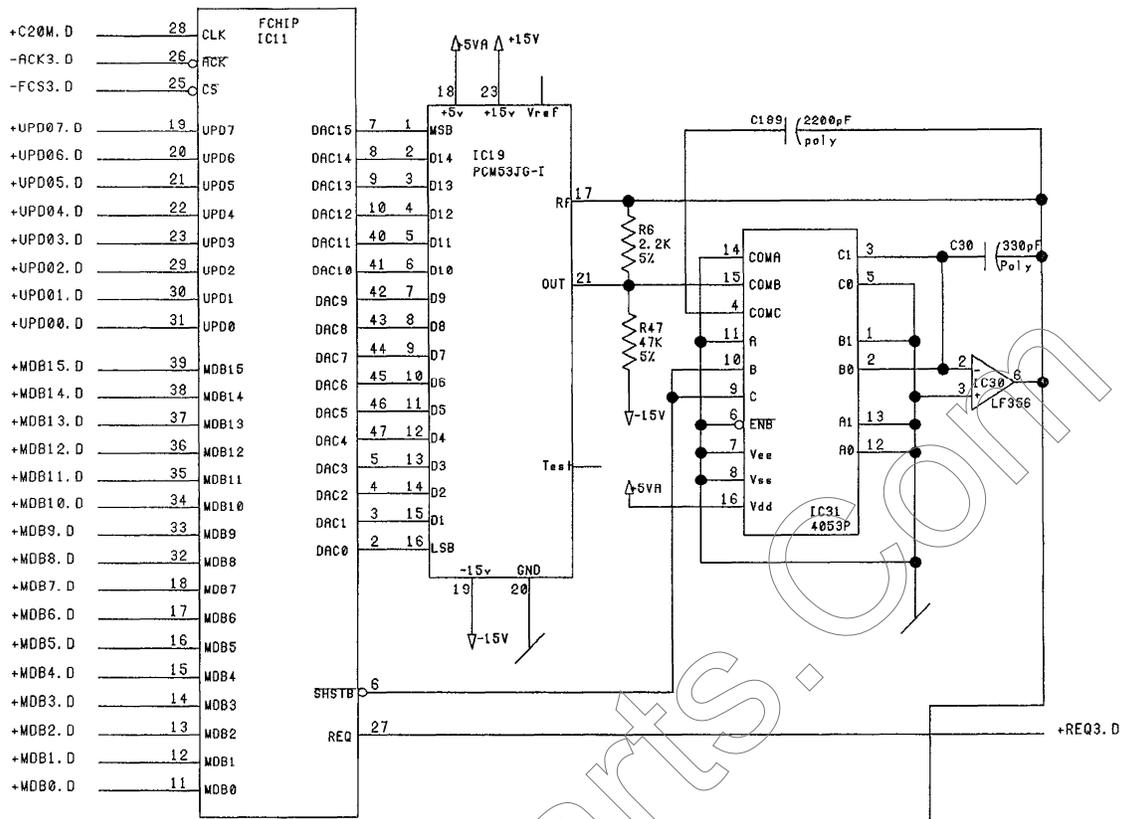 FCHIP
IC11
+C20M.D 28 CLK
-ACK3.D 26 ACK
-FCS3.D 25 CS
+UPD07.D 19 UPD7
+UPD06.D 20 UPD6
+UPD05.D 21 UPD5
+UPD04.D 22 UPD4
+UPD03.D 23 UPD3
+UPD02.D 29 UPD2
+UPD01.D 30 UPD1
+UPD00.D 31 UPD0
+MDB15.D 39 MDB15
+MDB14.D 38 MDB14
+MDB13.D 37 MDB13
+MDB12.D 36 MDB12
+MDB11.D 35 MDB11
+MDB10.D 34 MDB10
+MDB9.D 33 MDB9
+MDB8.D 32 MDB8
+MDB7.D 18 MDB7
+MDB6.D 17 MDB6
+MDB5.D 16 MDB5
+MDB4.D 15 MDB4
+MDB3.D 14 MDB3
+MDB2.D 13 MDB2
+MDB1.D 12 MDB1
+MDB0.D 11 MDB0
DAC15 7 1 MSB
DAC14 8 2 D14
DAC13 9 3 D13
DAC12 10 4 D12
DAC11 40 5 D11
DAC10 41 6 D10
DAC9 42 7 D9
DAC8 43 8 D8
DAC7 44 9 D7
DAC6 45 10 D6
DAC5 46 11 D5
DAC4 47 12 D4
DAC3 5 13 D3
DAC2 4 14 D2
DAC1 3 15 D1
DAC0 2 16 LSB
SHSTB 6
REQ 27
+REQ3.D
+5VA +15V
18 23
+5v +15v Vref
IC19
PCM53JG-I
Rf 17
OUT 21
Test
-15v GND
19 20
-15V
R6
2.2K
5%
R47
47K
5%
-15V
+5VA
C189 2200pF
poly
14 COMA
15 COMB
4 COMC
11 A
10 B
9 C
6 ENB
7 Vee
8 Vss
16 Vdd
C1 3
C0 5
B1 1
B0 2
A1 13
A0 12
IC31
4053P
C30 330pF
Poly
2 -
3 +
6
IC30
LF356
arts.com